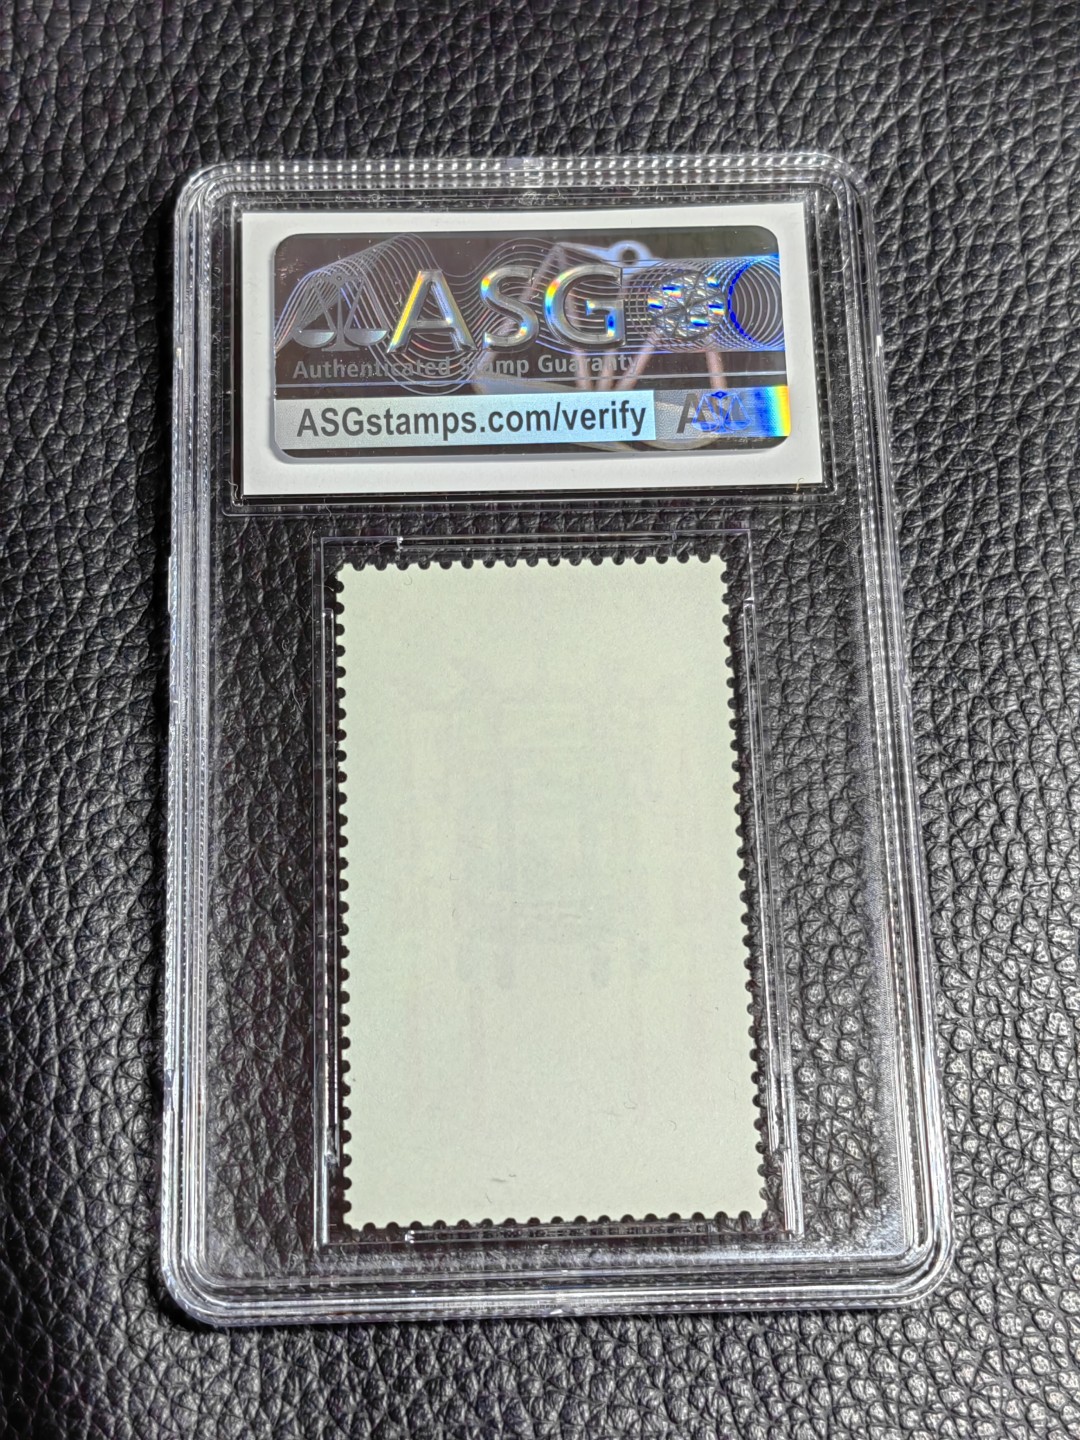 ASG
Authenticated Stamp Guaranty
ASGstamps.com/verify